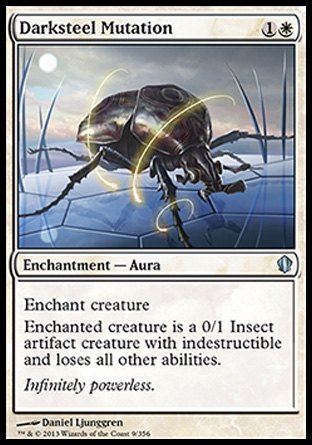 Darksteel Mutation 1
Enchantment — Aura
Enchant creature
Enchanted creature is a 0/1 Insect
artifact creature with indestructible
and loses all other abilities.
Infinitely powerless.
Daniel Ljunggren
™ & © 2013 Wizards of the Coast 9/356